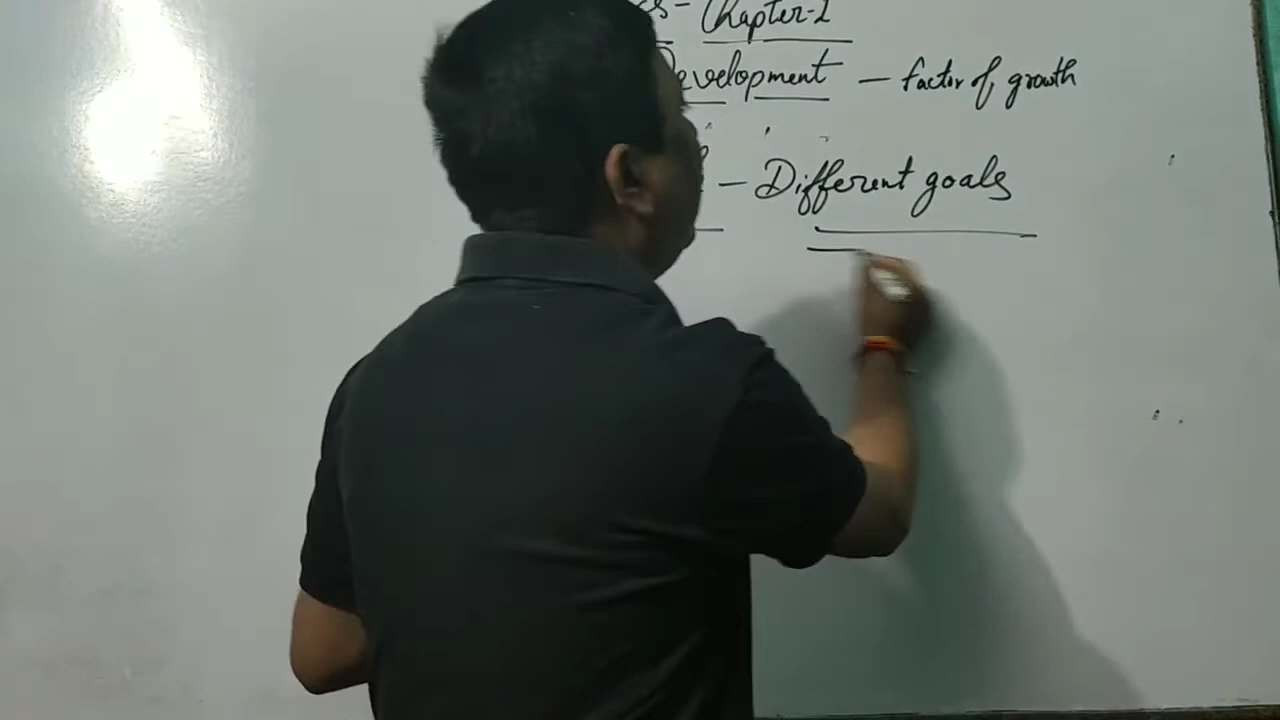 Chapter-1
Development – factor of growth
– Different goals